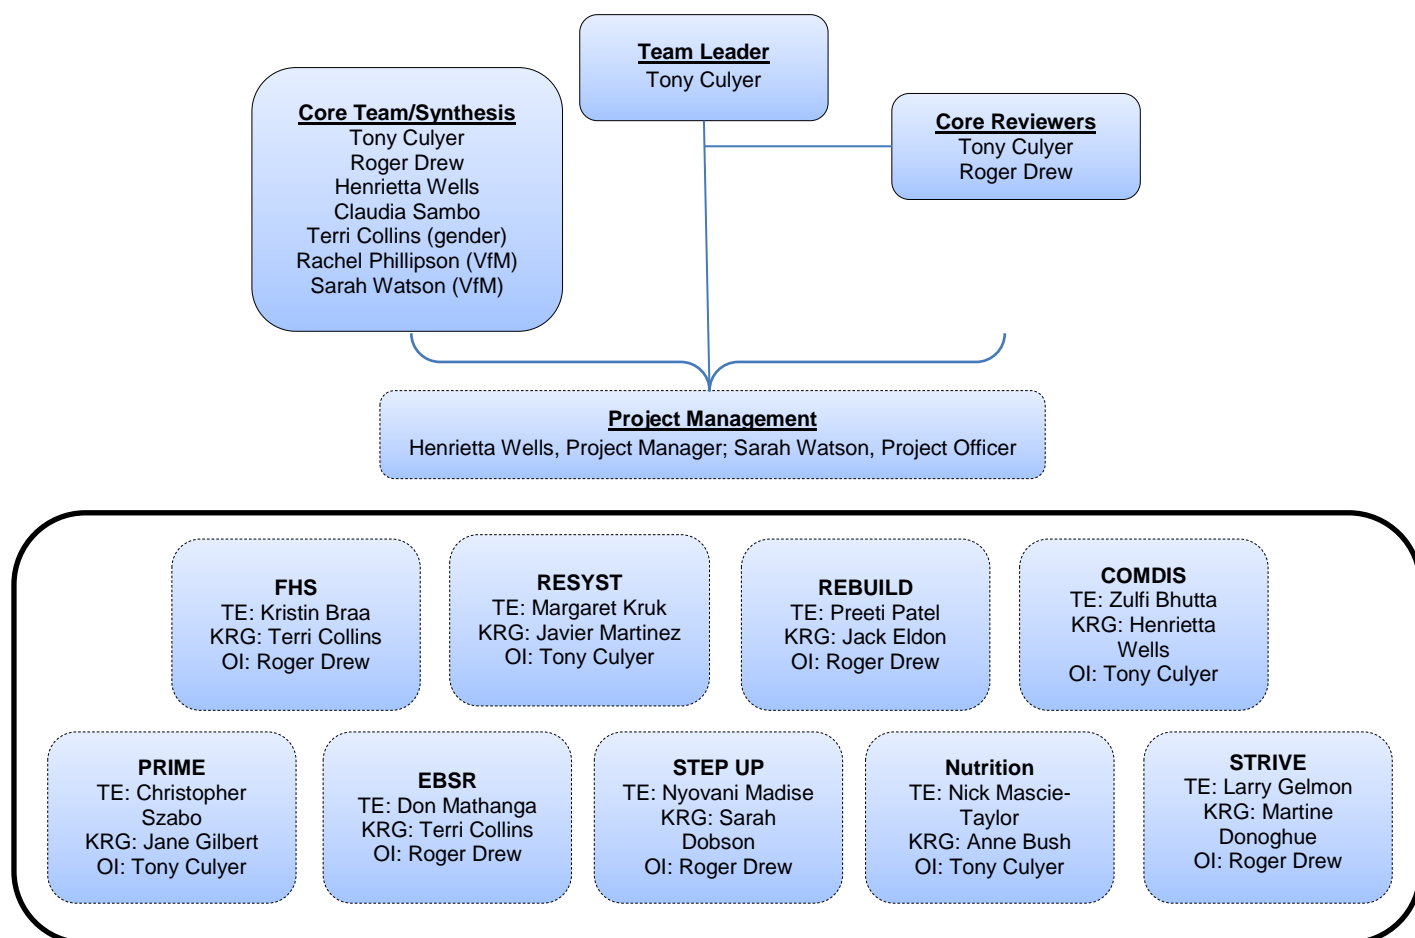 Team Leader
Tony Culyer
Core Team/Synthesis
Tony Culyer
Roger Drew
Henrietta Wells
Claudia Sambo
Terri Collins (gender)
Rachel Phillipson (VfM)
Sarah Watson (VfM)
Core Reviewers
Tony Culyer
Roger Drew
Project Management
Henrietta Wells, Project Manager; Sarah Watson, Project Officer
FHS
TE: Kristin Braa
KRG: Terri Collins
OI: Roger Drew
RESYST
TE: Margaret Kruk
KRG: Javier Martinez
OI: Tony Culyer
REBUILD
TE: Preeti Patel
KRG: Jack Eldon
OI: Roger Drew
COMDIS
TE: Zulfi Bhutta
KRG: Henrietta
Wells
OI: Tony Culyer
PRIME
TE: Christopher
Szabo
KRG: Jane Gilbert
OI: Tony Culyer
EBSR
TE: Don Mathanga
KRG: Terri Collins
OI: Roger Drew
STEP UP
TE: Nyovani Madise
KRG: Sarah
Dobson
OI: Roger Drew
Nutrition
TE: Nick Mascie-
Taylor
KRG: Anne Bush
OI: Tony Culyer
STRIVE
TE: Larry Gelmon
KRG: Martine
Donoghue
OI: Roger Drew